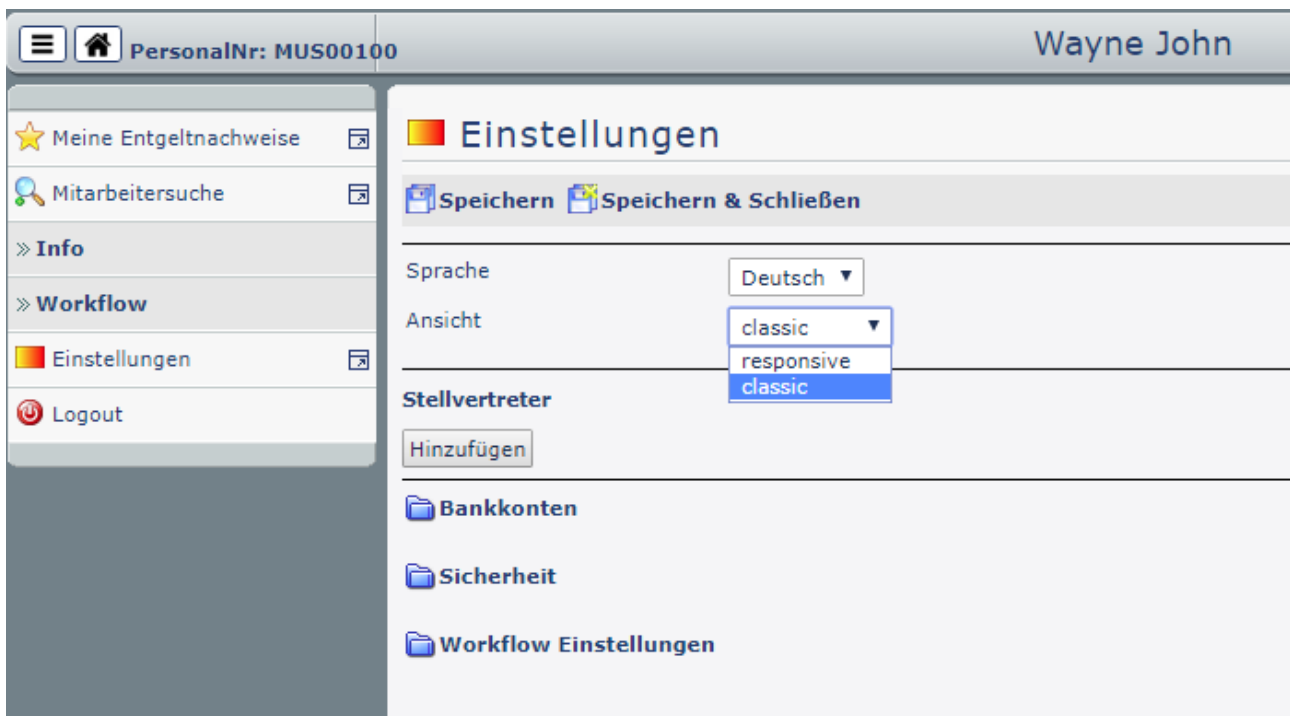 PersonalNr: MUS00100
Wayne John
Meine Entgeltnachweise
Mitarbeitersuche
» Info
» Workflow
Einstellungen
Logout
Einstellungen
Speichern Speichern & Schließen
Sprache Deutsch ▼
Ansicht classic ▼
responsive
classic
Stellvertreter
Hinzufügen
Bankkonten
Sicherheit
Workflow Einstellungen